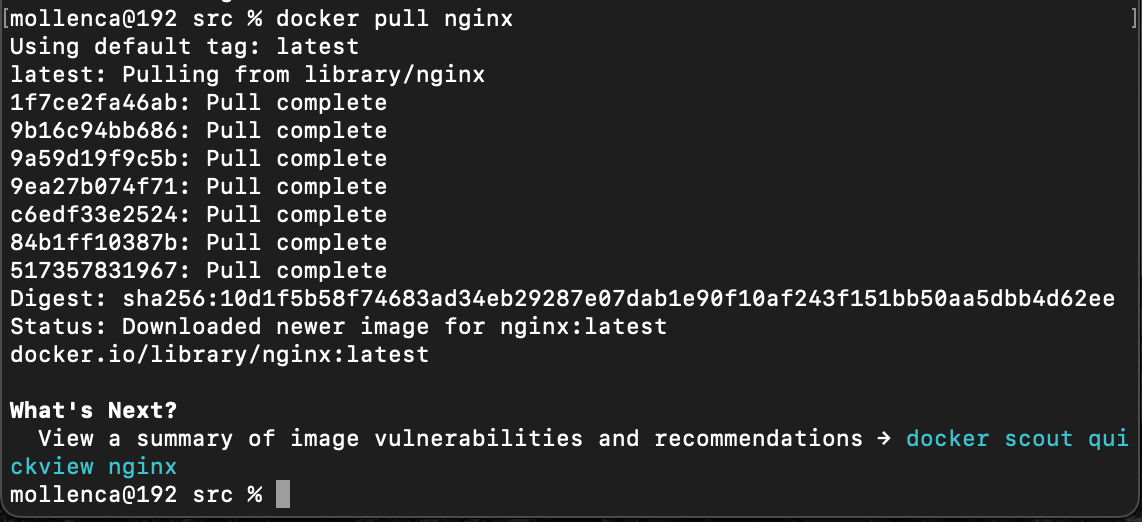 [mollenca@192 src % docker pull nginx ]
Using default tag: latest
latest: Pulling from library/nginx
1f7ce2fa46ab: Pull complete
9b16c94bb686: Pull complete
9a59d19f9c5b: Pull complete
9ea27b074f71: Pull complete
c6edf33e2524: Pull complete
84b1ff10387b: Pull complete
517357831967: Pull complete
Digest: sha256:10d1f5b58f74683ad34eb29287e07dab1e90f10af243f151bb50aa5dbb4d62ee
Status: Downloaded newer image for nginx:latest
docker.io/library/nginx:latest
What's Next?
View a summary of image vulnerabilities and recommendations → docker scout qui
ckview nginx
mollenca@192 src %